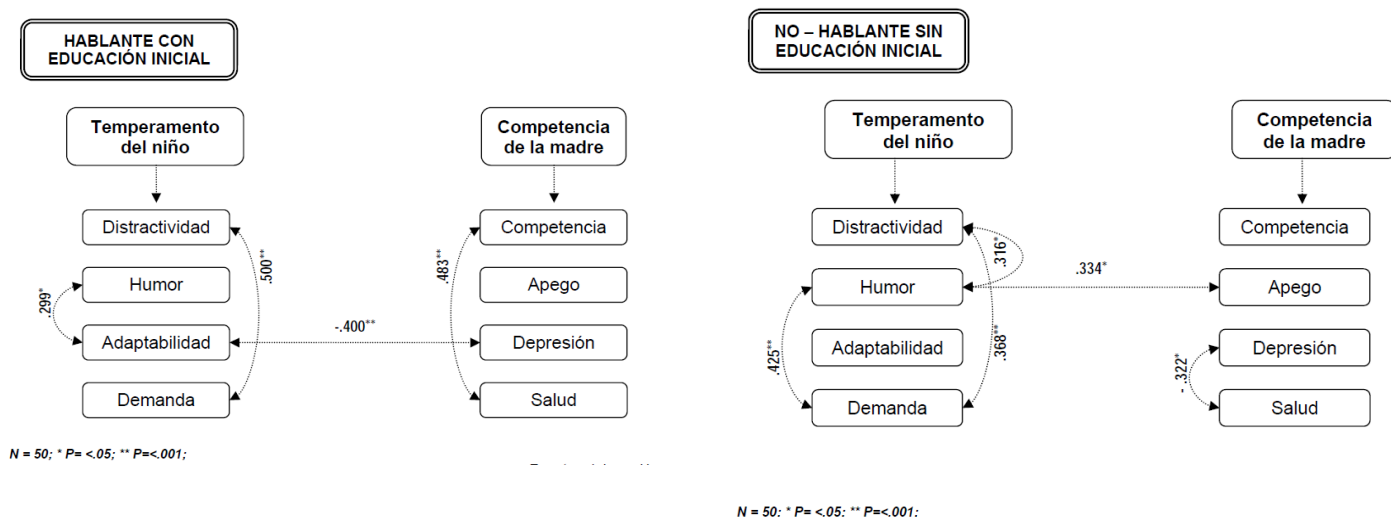 HABLANTE CON
EDUCACIÓN INICIAL
Temperamento
del niño
Competencia
de la madre
Distractividad
Humor
Adaptabilidad
Demanda
Competencia
Apego
Depresión
Salud
.299*
.500**
.483**
-.400**
N = 50; * P= <.05; ** P=<.001;
NO – HABLANTE SIN
EDUCACIÓN INICIAL
Temperamento
del niño
Competencia
de la madre
Distractividad
Humor
Adaptabilidad
Demanda
Competencia
Apego
Depresión
Salud
.316*
.334*
.425**
.368**
- .322*
N = 50; * P= <.05; ** P=<.001;